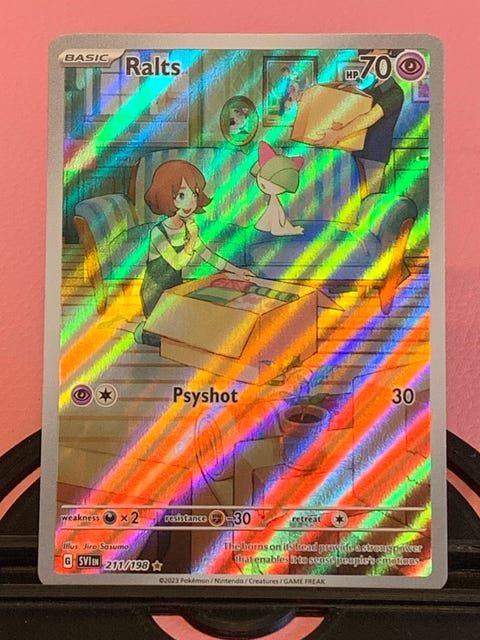 BASIC Ralts HP 70
Psyshot 30
weakness ×2 resistance -30 retreat
Illus. Jiro Sasumo
The horns on its head provide a strong power
G SVI EN 211/198 that enables it to sense people's emotions.
©2023 Pokémon / Nintendo / Creatures / GAME FREAK